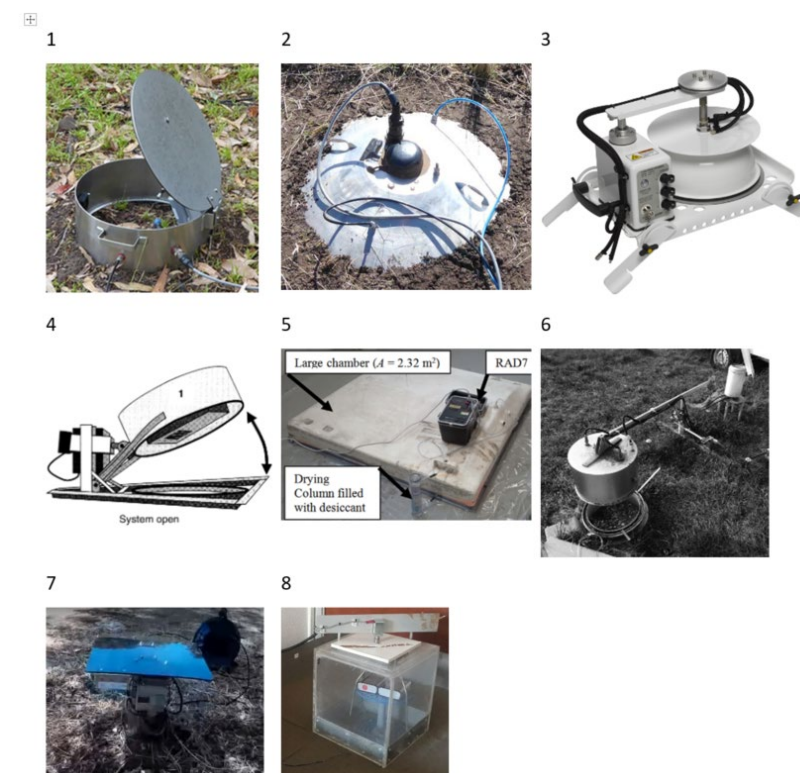 1
2
3
4
1
System open
5
Large chamber (A = 2.32 m²)
RAD7
Drying
Column filled
with desiccant
6
7
8